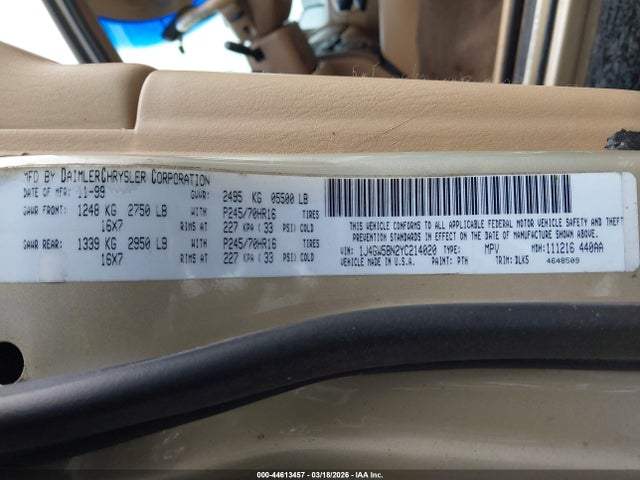 MFD BY DAIMLERCHRYSLER CORPORATION
DATE OF MFR: 11-99 GVWR: 2495 KG 05500 LB
GAWR FRONT: 1248 KG 2750 LB WITH P245/70HR16 TIRES
16X7 RIMS AT 227 KPA ( 33 PSI) COLD
GAWR REAR: 1339 KG 2950 LB WITH P245/70HR16 TIRES
16X7 RIMS AT 227 KPA ( 33 PSI) COLD
THIS VEHICLE CONFORMS TO ALL APPLICABLE FEDERAL MOTOR VEHICLE SAFETY AND THEFT
PREVENTION STANDARDS IN EFFECT ON THE DATE OF MANUFACTURE SHOWN ABOVE.
VIN: 1J4GW5BN2YC214020 TYPE: MPV MDH: 111216 440AA
VEHICLE MADE IN U.S.A. PAINT: PTH TRIM: DLK5 4648509
000-44613457 | 03/18/2026 | IAA Inc.